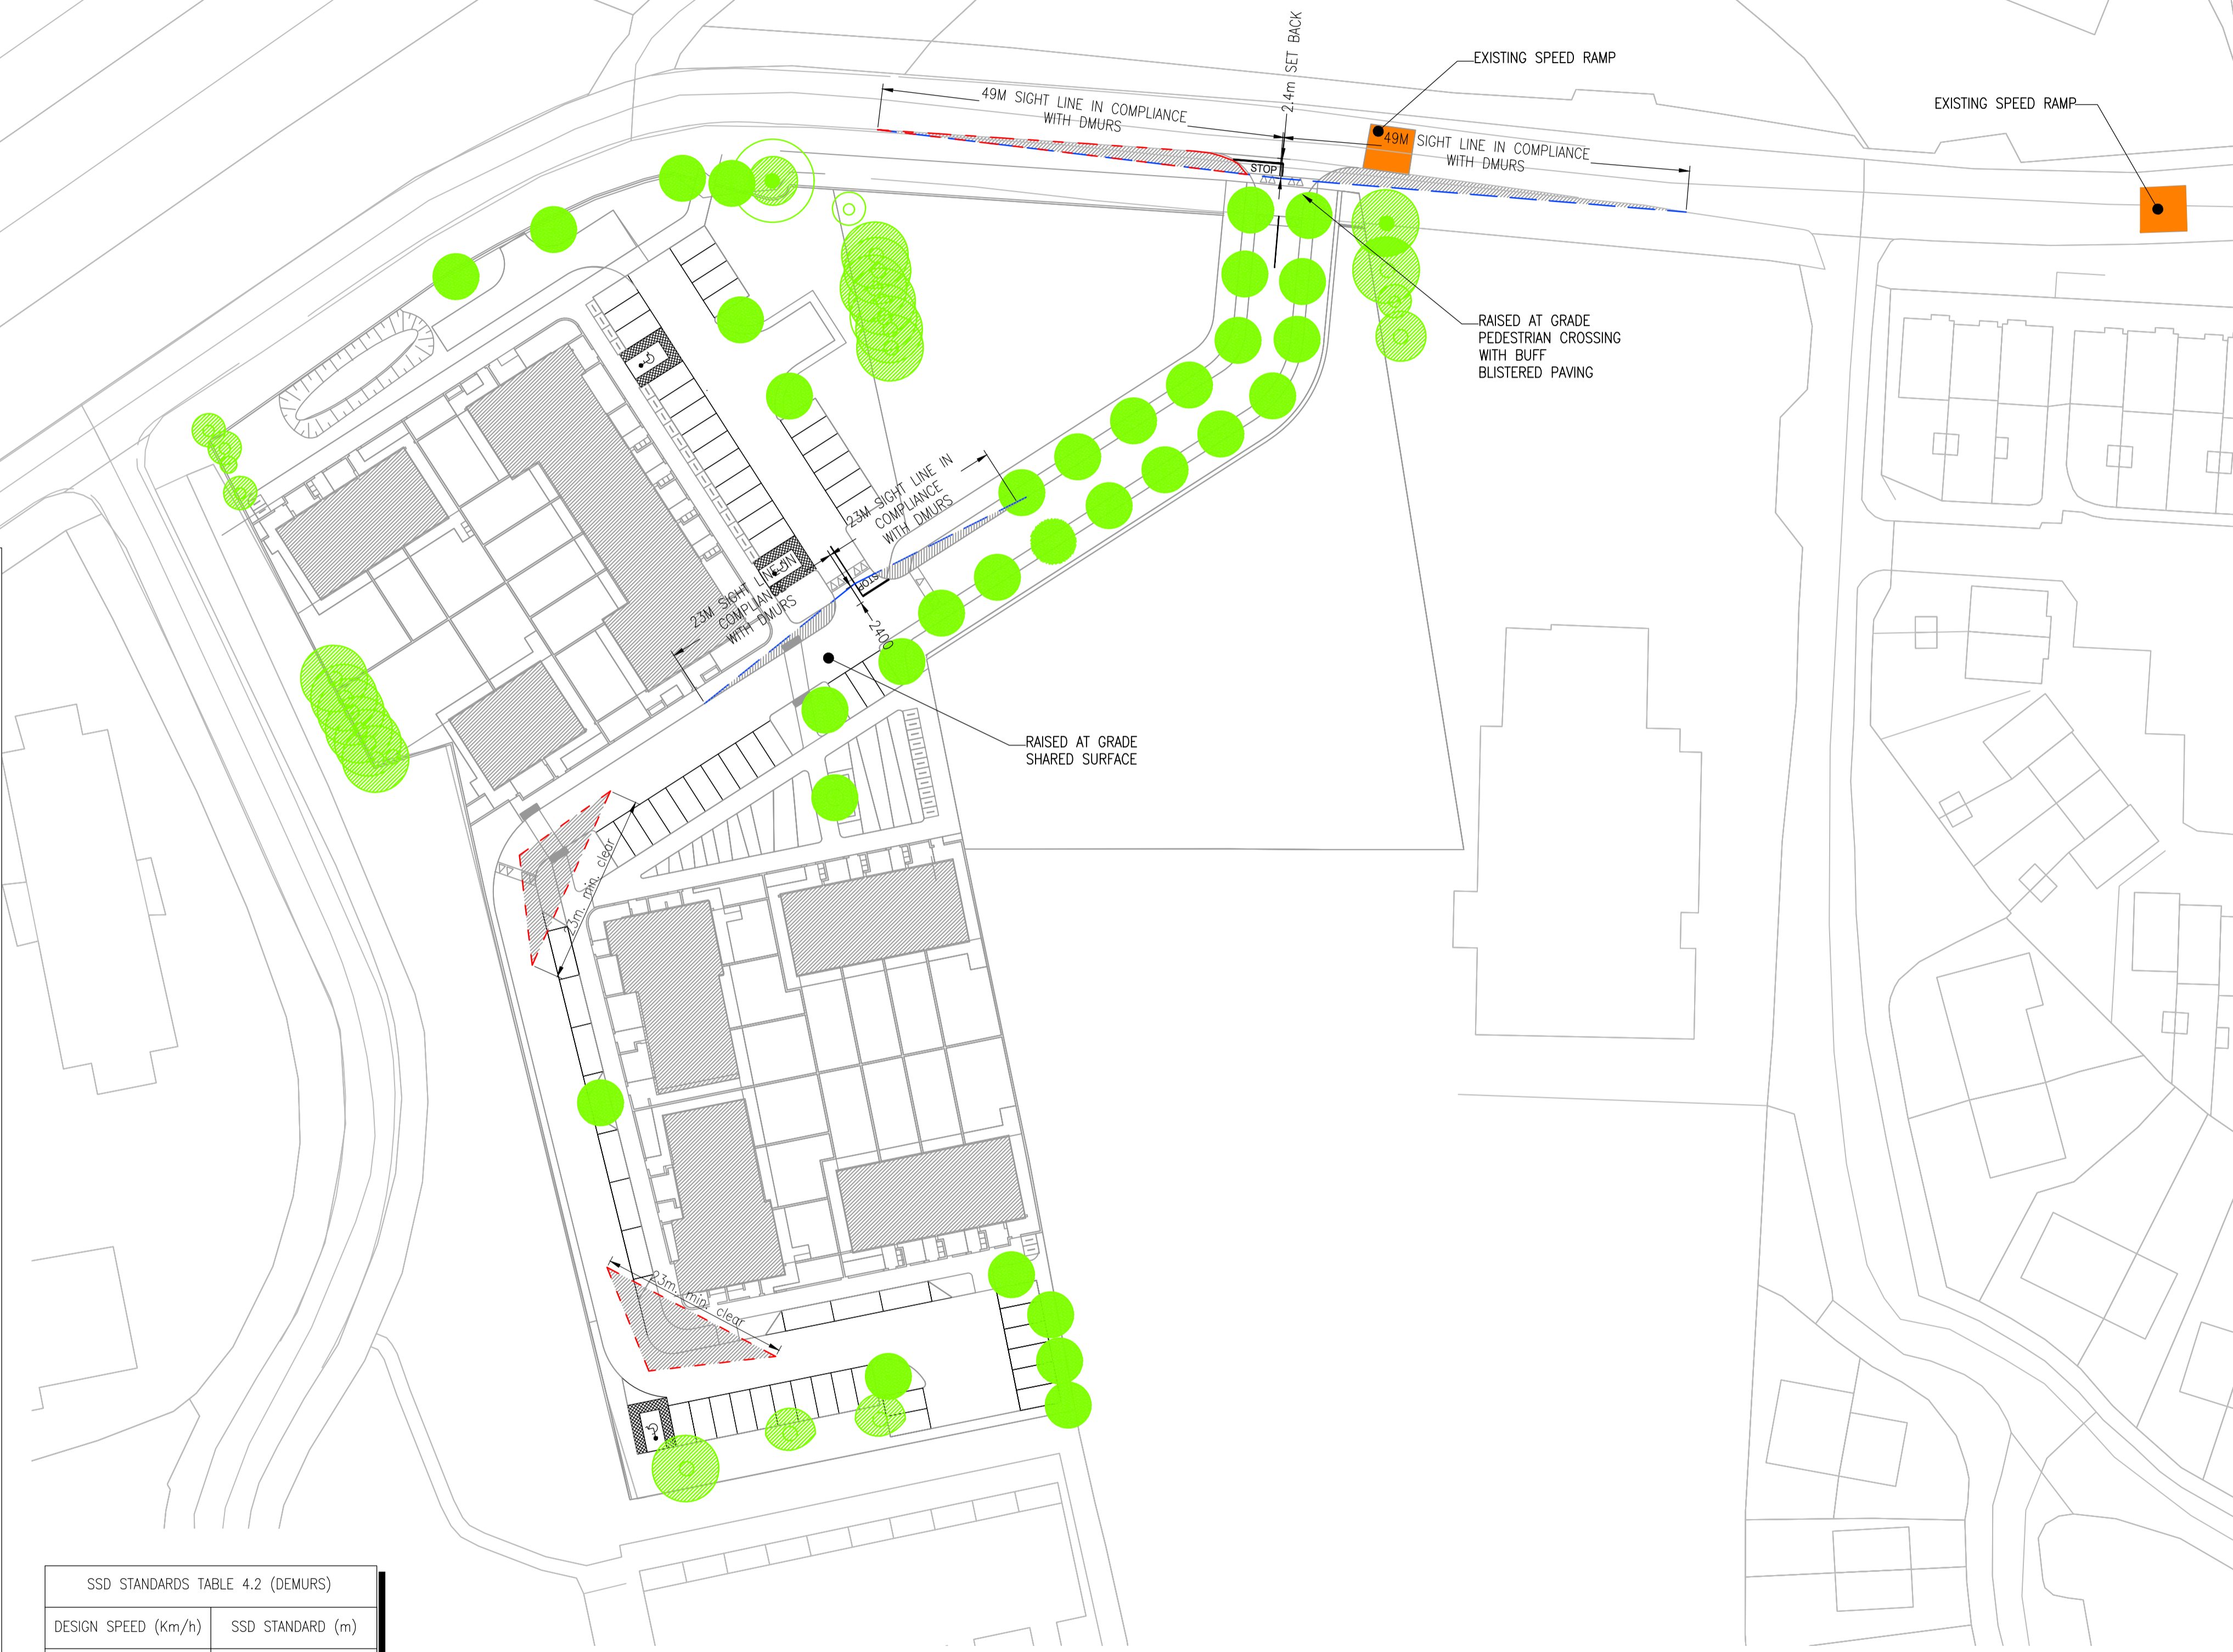 2.4m SET BACK
EXISTING SPEED RAMP
EXISTING SPEED RAMP
49M SIGHT LINE IN COMPLIANCE
WITH DMURS
49M SIGHT LINE IN COMPLIANCE
WITH DMURS
STOP
RAISED AT GRADE
PEDESTRIAN CROSSING
WITH BUFF
BLISTERED PAVING
23M SIGHT LINE IN
COMPLIANCE
WITH DMURS
STOP
23M SIGHT LINE IN
COMPLIANCE
WITH DMURS
2400
RAISED AT GRADE
SHARED SURFACE
23m. min. clear
23m. min. clear
SSD STANDARDS TABLE 4.2 (DEMURS)
DESIGN SPEED (Km/h)
SSD STANDARD (m)